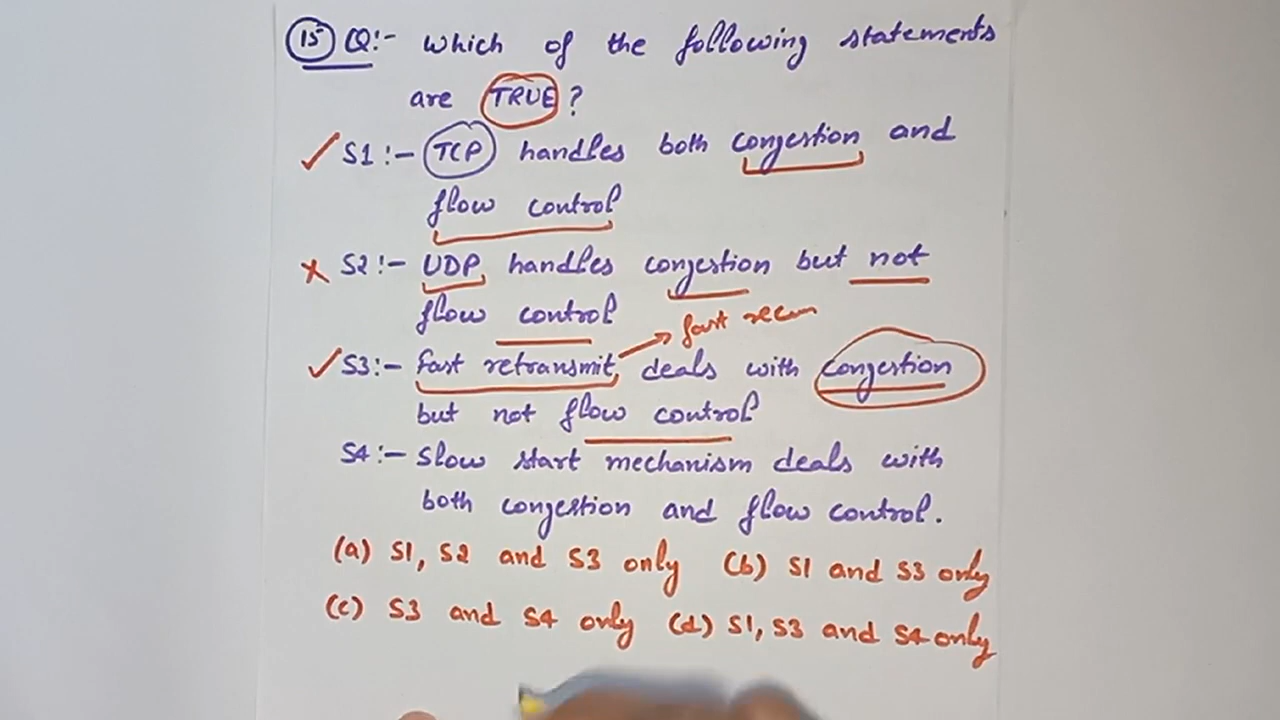 15 Q:- Which of the following statements
are TRUE ?
S1 :- TCP handles both congestion and
flow control
S2 :- UDP handles congestion but not
flow control
fast
S3:- Fast retransmit, deals with congestion
but not flow control
S4:- Slow start mechanism deals with
both congestion and flow control.
(a) S1, S2 and S3 only (b) S1 and S3 only
(c) S3 and S4 only (d) S1, S3 and S4 only